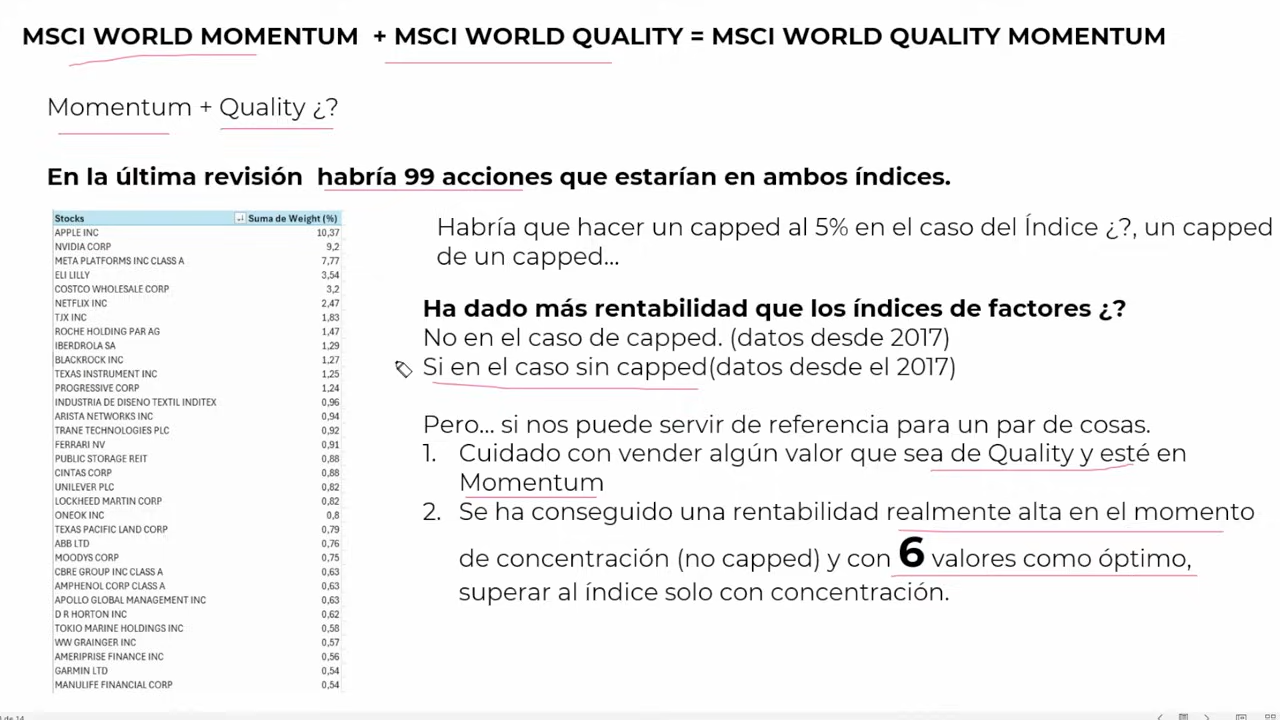 MSCI WORLD MOMENTUM + MSCI WORLD QUALITY = MSCI WORLD QUALITY MOMENTUM
Momentum + Quality ¿?
En la última revisión habría 99 acciones que estarían en ambos índices.
Stocks Suma de Weight (%)
APPLE INC 10,37
NVIDIA CORP 9,2
META PLATFORMS INC CLASS A 7,77
ELI LILLY 3,54
COSTCO WHOLESALE CORP 3,2
NETFLIX INC 2,47
TJX INC 1,83
ROCHE HOLDING PAR AG 1,47
IBERDROLA SA 1,29
BLACKROCK INC 1,27
TEXAS INSTRUMENT INC 1,25
PROGRESSIVE CORP 1,24
INDUSTRIA DE DISENO TEXTIL INDITEX 0,96
ARISTA NETWORKS INC 0,94
TRANE TECHNOLOGIES PLC 0,92
FERRARI NV 0,91
PUBLIC STORAGE REIT 0,88
CINTAS CORP 0,88
UNILEVER PLC 0,82
LOCKHEED MARTIN CORP 0,82
ONEOK INC 0,8
TEXAS PACIFIC LAND CORP 0,79
ABB LTD 0,76
MOODYS CORP 0,75
CBRE GROUP INC CLASS A 0,63
AMPHENOL CORP CLASS A 0,63
APOLLO GLOBAL MANAGEMENT INC 0,63
D R HORTON INC 0,62
TOKIO MARINE HOLDINGS INC 0,58
WW GRAINGER INC 0,57
AMERIPRISE FINANCE INC 0,56
GARMIN LTD 0,54
MANULIFE FINANCIAL CORP 0,54
Habría que hacer un capped al 5% en el caso del Índice ¿?, un capped
de un capped...
Ha dado más rentabilidad que los índices de factores ¿?
No en el caso de capped. (datos desde 2017)
Si en el caso sin capped(datos desde el 2017)
Pero... si nos puede servir de referencia para un par de cosas.
1. Cuidado con vender algún valor que sea de Quality y esté en
Momentum
2. Se ha conseguido una rentabilidad realmente alta en el momento
de concentración (no capped) y con 6 valores como óptimo,
superar al índice solo con concentración.
de 14